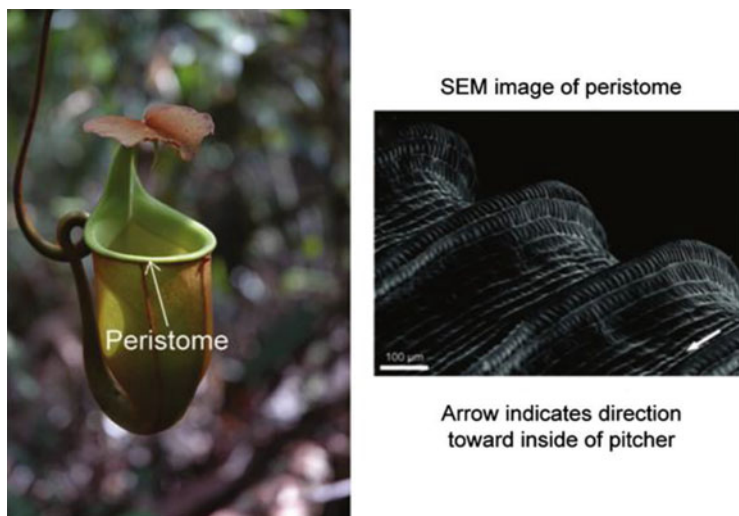 Peristome
SEM image of peristome
100 µm
Arrow indicates direction
toward inside of pitcher